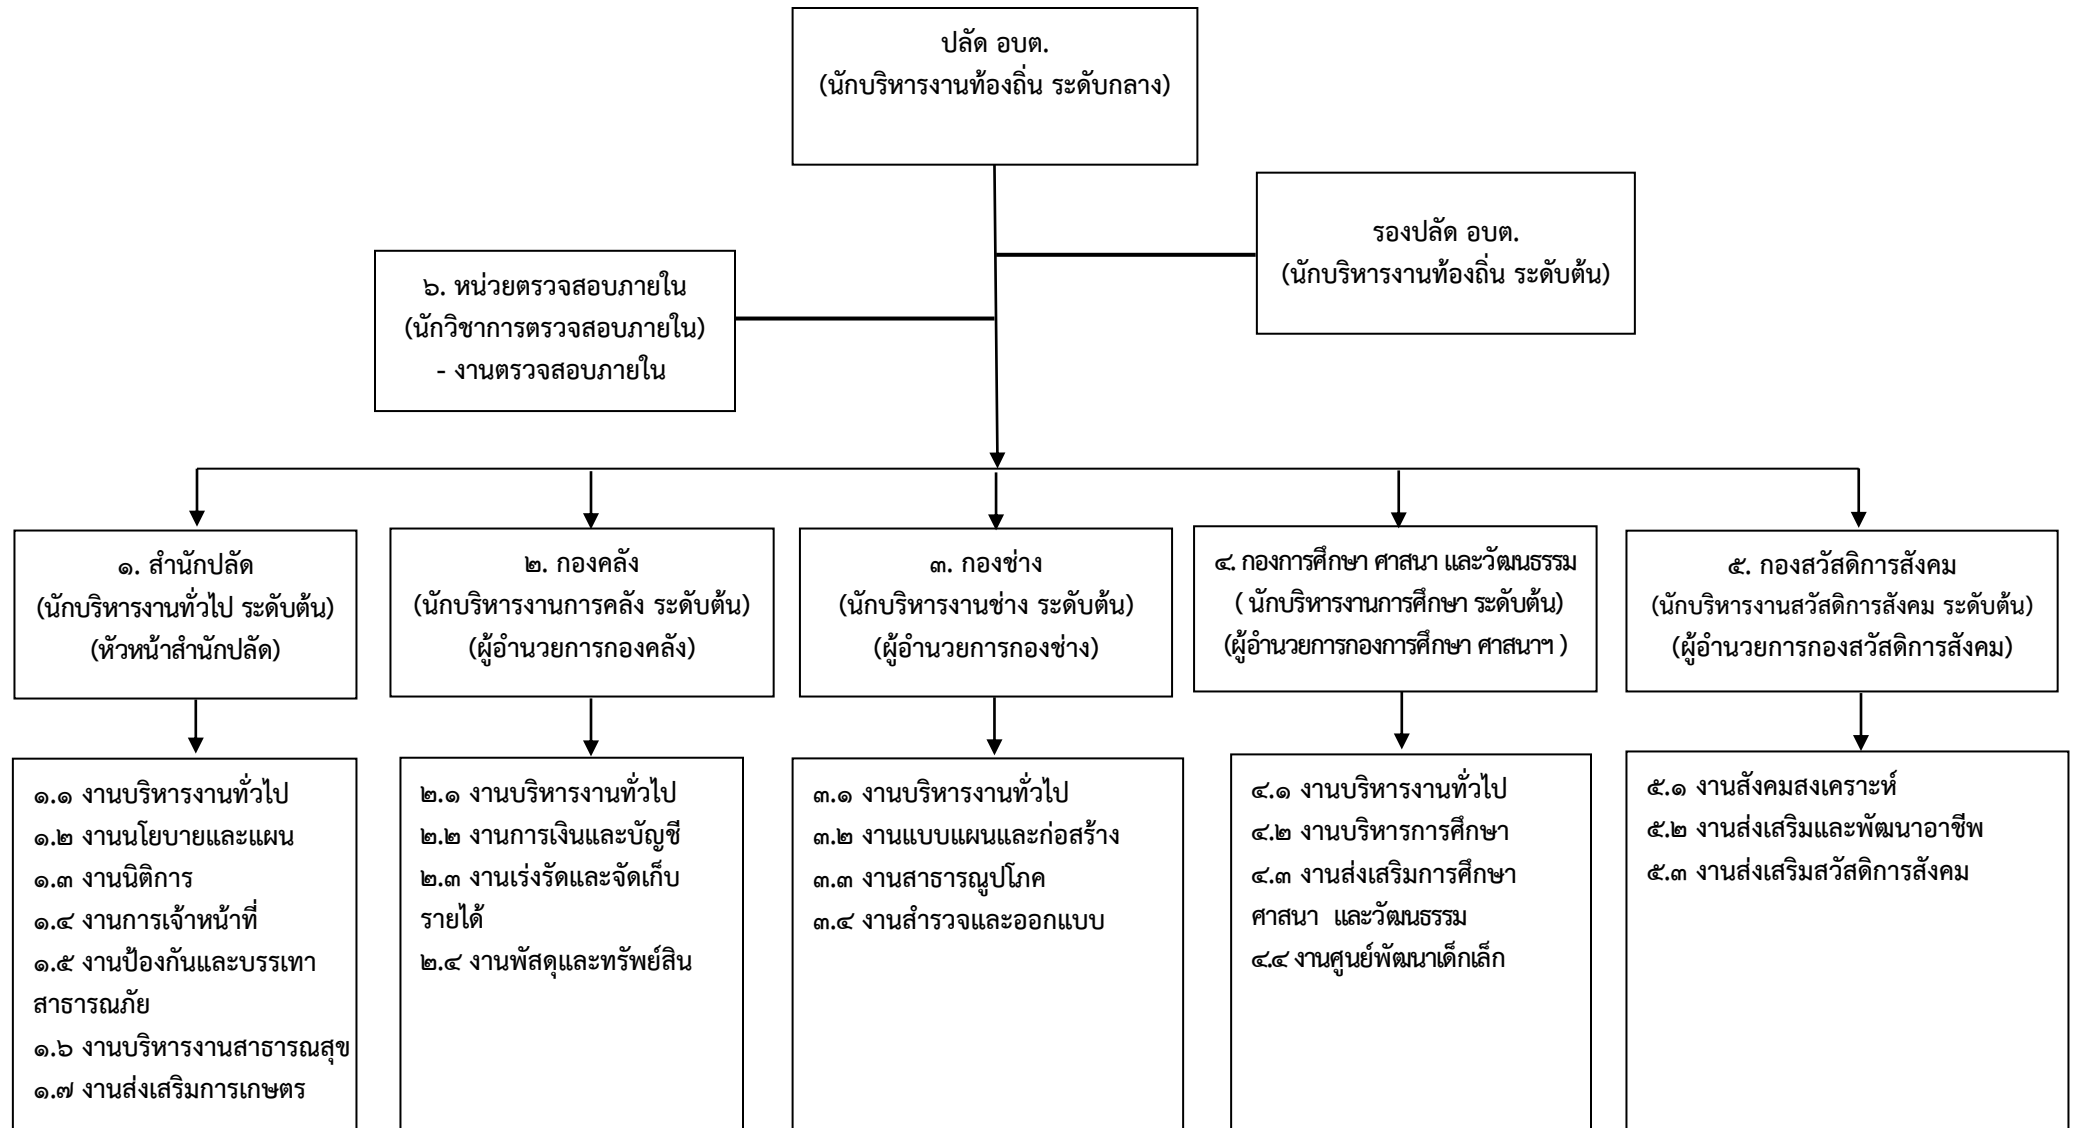 ปลัด อบต.
(นักบริหารงานท้องถิ่น ระดับกลาง)
รองปลัด อบต.
(นักบริหารงานท้องถิ่น ระดับต้น)
๖. หน่วยตรวจสอบภายใน
(นักวิชาการตรวจสอบภายใน)
- งานตรวจสอบภายใน
๑. สำนักปลัด
(นักบริหารงานทั่วไป ระดับต้น)
(หัวหน้าสำนักปลัด)
๒. กองคลัง
(นักบริหารงานการคลัง ระดับต้น)
(ผู้อำนวยการกองคลัง)
๓. กองช่าง
(นักบริหารงานช่าง ระดับต้น)
(ผู้อำนวยการกองช่าง)
๔. กองการศึกษา ศาสนา และวัฒนธรรม
( นักบริหารงานการศึกษา ระดับต้น)
(ผู้อำนวยการกองการศึกษา ศาสนาฯ )
๕. กองสวัสดิการสังคม
(นักบริหารงานสวัสดิการสังคม ระดับต้น)
(ผู้อำนวยการกองสวัสดิการสังคม)
๑.๑ งานบริหารงานทั่วไป
๑.๒ งานนโยบายและแผน
๑.๓ งานนิติการ
๑.๔ งานการเจ้าหน้าที่
๑.๕ งานป้องกันและบรรเทา
สาธารณภัย
๑.๖ งานบริหารงานสาธารณสุข
๑.๗ งานส่งเสริมการเกษตร
๒.๑ งานบริหารงานทั่วไป
๒.๒ งานการเงินและบัญชี
๒.๓ งานเร่งรัดและจัดเก็บ
รายได้
๒.๔ งานพัสดุและทรัพย์สิน
๓.๑ งานบริหารงานทั่วไป
๓.๒ งานแบบแผนและก่อสร้าง
๓.๓ งานสาธารณูปโภค
๓.๔ งานสำรวจและออกแบบ
๔.๑ งานบริหารงานทั่วไป
๔.๒ งานบริหารการศึกษา
๔.๓ งานส่งเสริมการศึกษา
ศาสนา และวัฒนธรรม
๔.๔ งานศูนย์พัฒนาเด็กเล็ก
๕.๑ งานสังคมสงเคราะห์
๕.๒ งานส่งเสริมและพัฒนาอาชีพ
๕.๓ งานส่งเสริมสวัสดิการสังคม